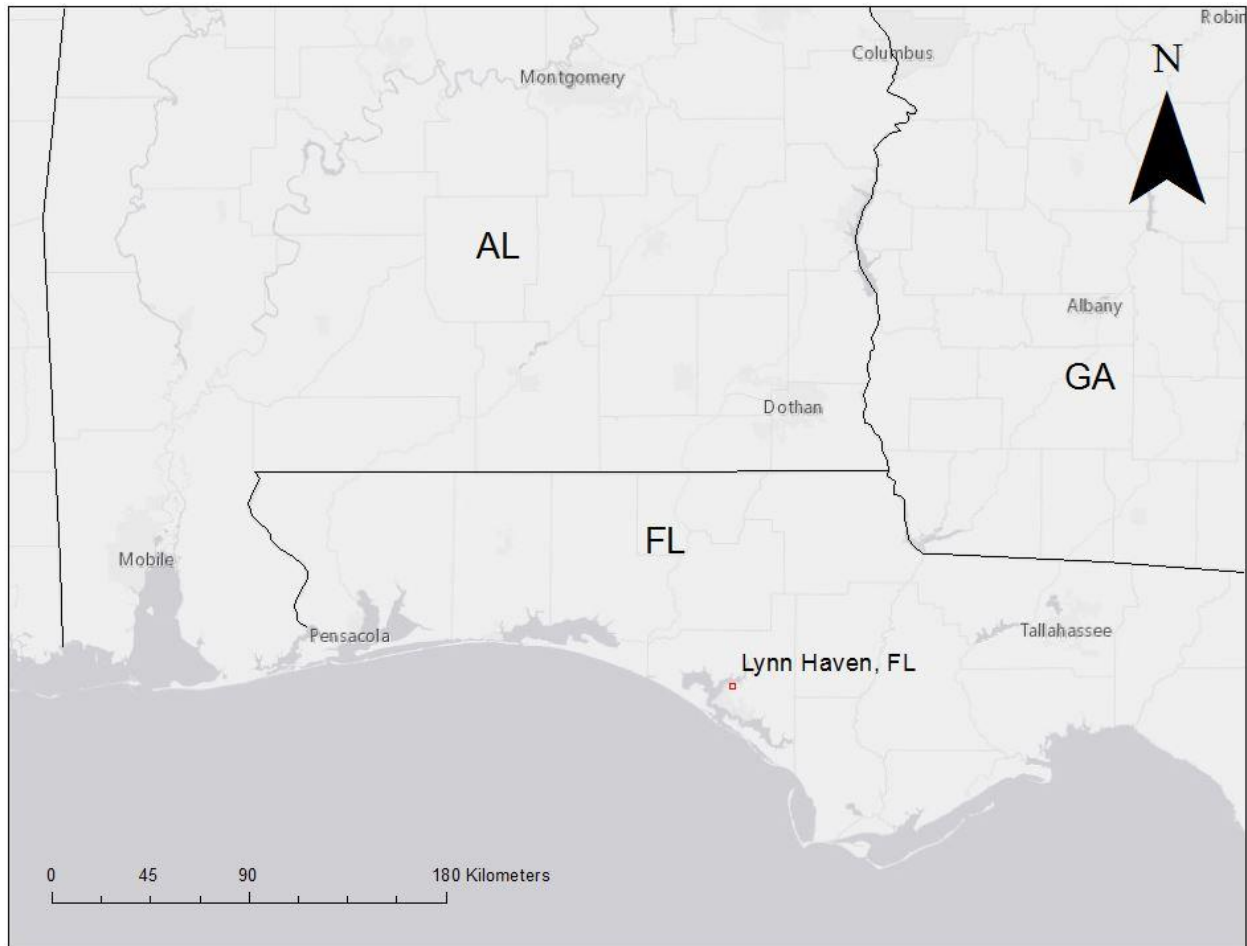 Robin
Columbus
N
Montgomery
AL
Albany
GA
Dothan
FL
Mobile
Pensacola
Tallahassee
Lynn Haven, FL
0 45 90 180 Kilometers